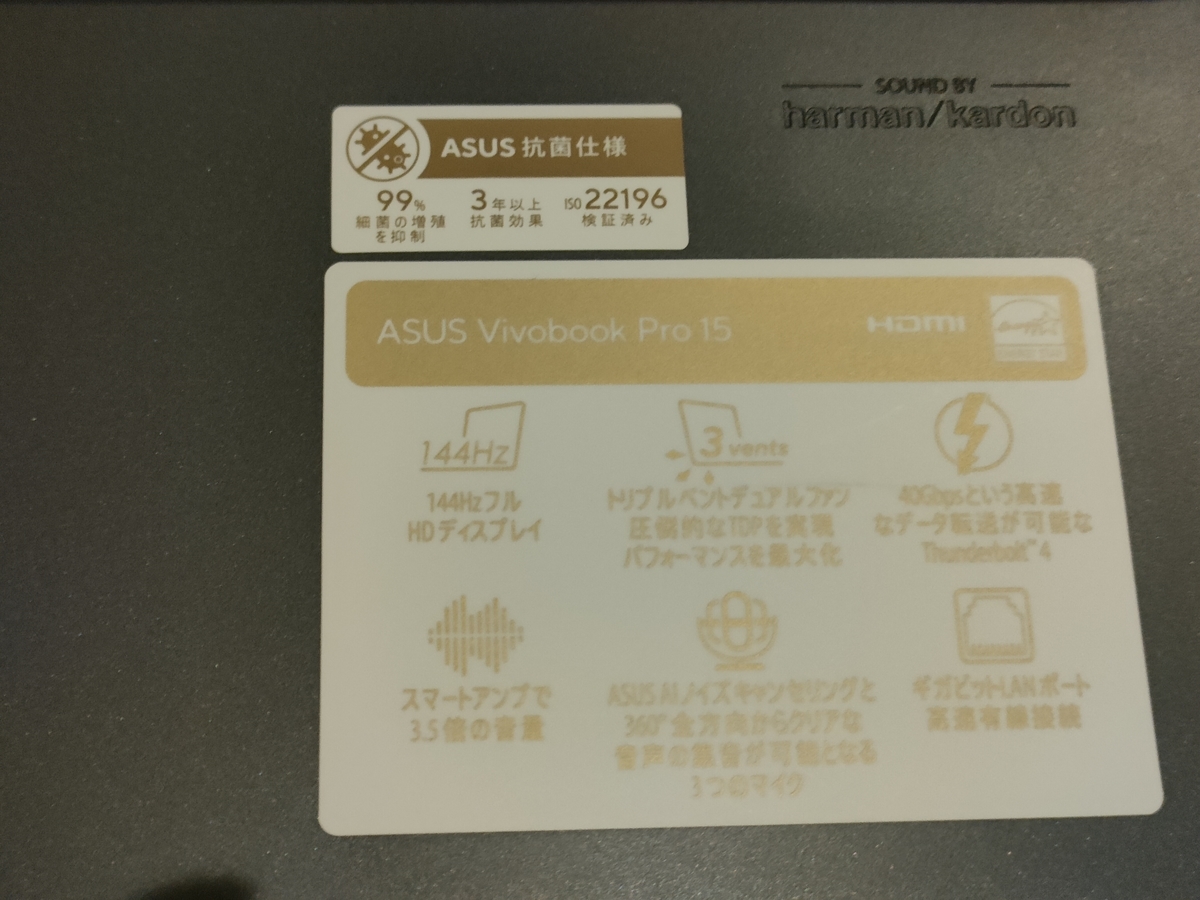 SOUND BY
harman/kardon
ASUS 抗菌仕様
99%
細菌の増殖
を抑制
3年以上
抗菌効果
ISO 22196
検証済み
ASUS Vivobook Pro 15
HDMI
144Hz
144Hzフル
HDディスプレイ
3 vents
トリプルベントデュアルファン
圧倒的なTDPを実現
パフォーマンスを最大化
40Gbpsという高速
なデータ転送が可能な
Thunderbolt™ 4
スマートアンプで
3.5倍の音量
ASUS AIノイズキャンセリングと
360°全方向からクリアな
音声の集音が可能となる
3つのマイク
ギガビットLANポート
高速有線接続